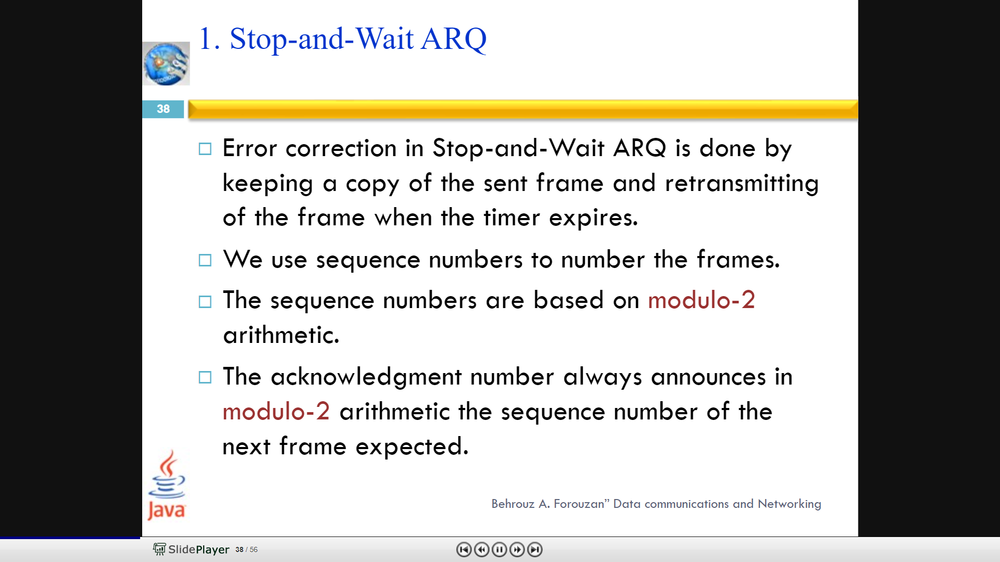 1. Stop-and-Wait ARQ
38
Error correction in Stop-and-Wait ARQ is done by
keeping a copy of the sent frame and retransmitting
of the frame when the timer expires.
We use sequence numbers to number the frames.
The sequence numbers are based on modulo-2
arithmetic.
The acknowledgment number always announces in
modulo-2 arithmetic the sequence number of the
next frame expected.
Java
Behrouz A. Forouzan” Data communications and Networking
SlidePlayer 38 / 56